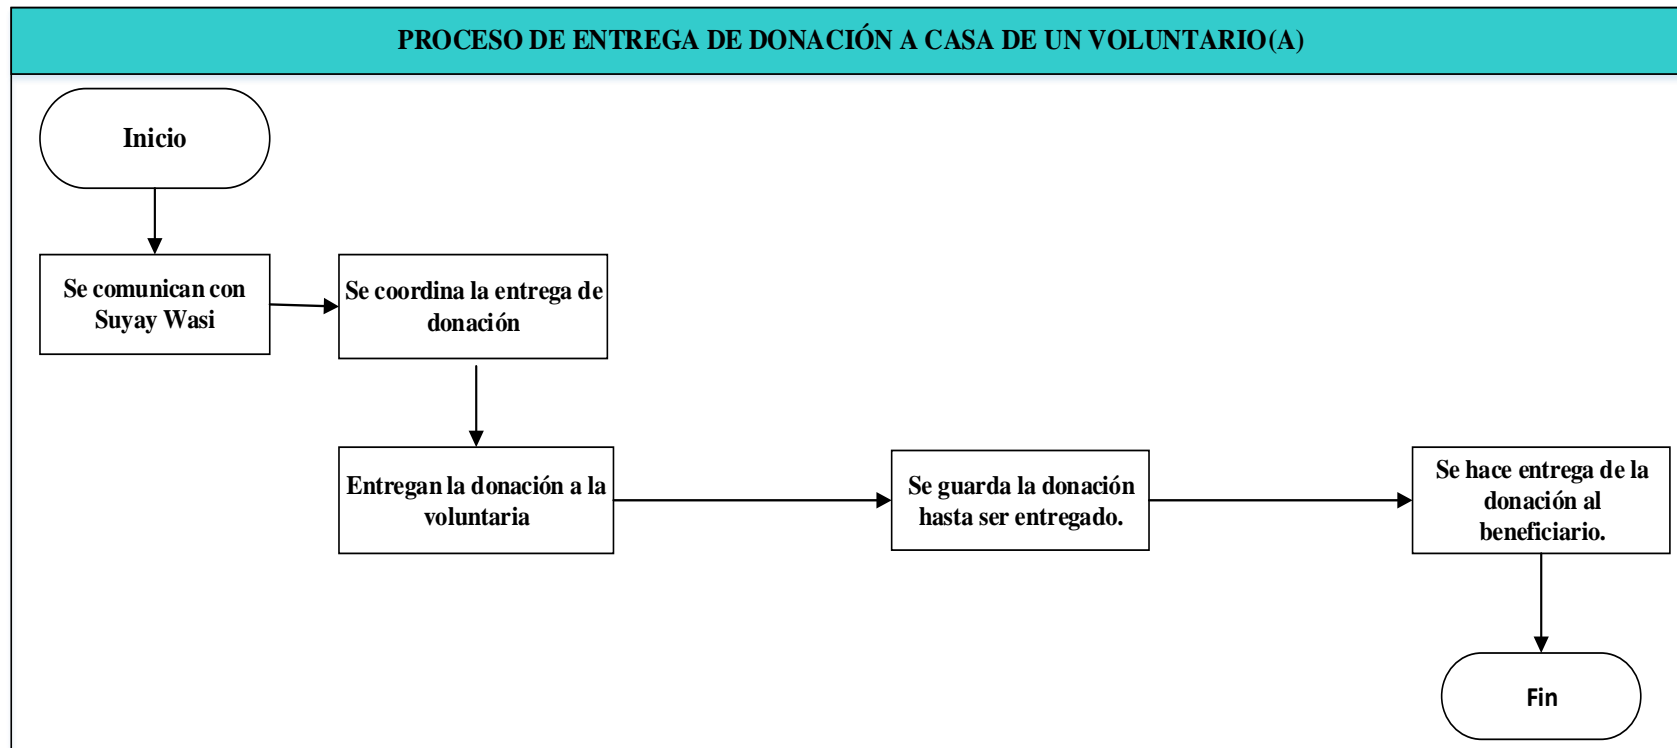 PROCESO DE ENTREGA DE DONACIÓN A CASA DE UN VOLUNTARIO(A)
Inicio
Se comunican con
Suyay Wasi
Se coordina la entrega de
donación
Entregan la donación a la
voluntaria
Se guarda la donación
hasta ser entregado.
Se hace entrega de la
donación al
beneficiario.
Fin